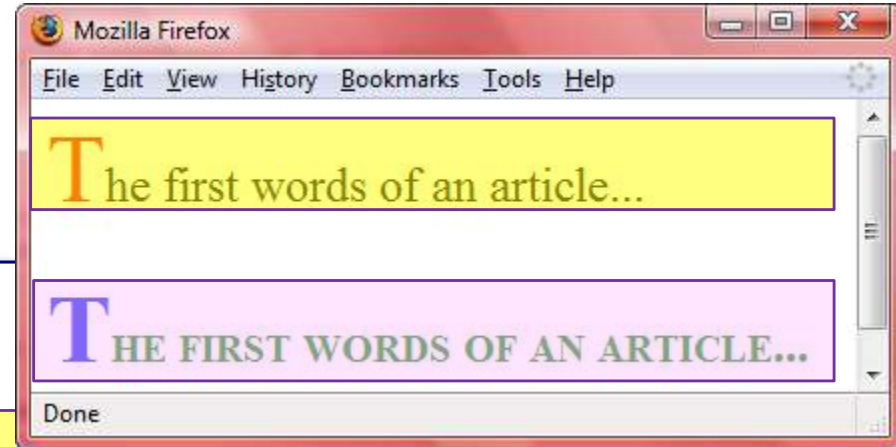 Mozilla Firefox
File Edit View History Bookmarks Tools Help
The first words of an article...
THE FIRST WORDS OF AN ARTICLE...
Done